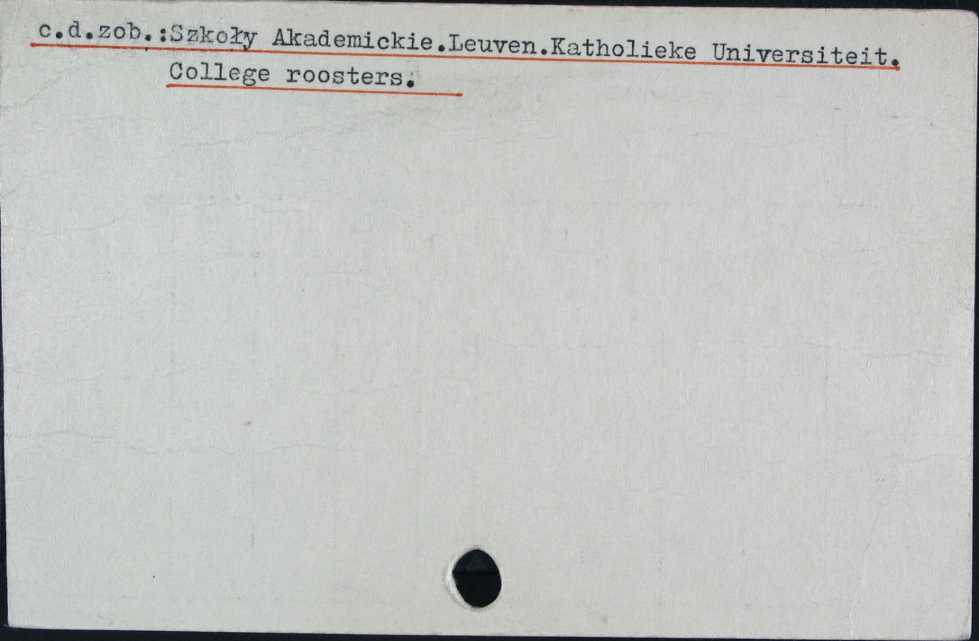 c.d.zob.:Szkoły Akademickie.Leuven.Katholieke Universiteit.
College roosters.